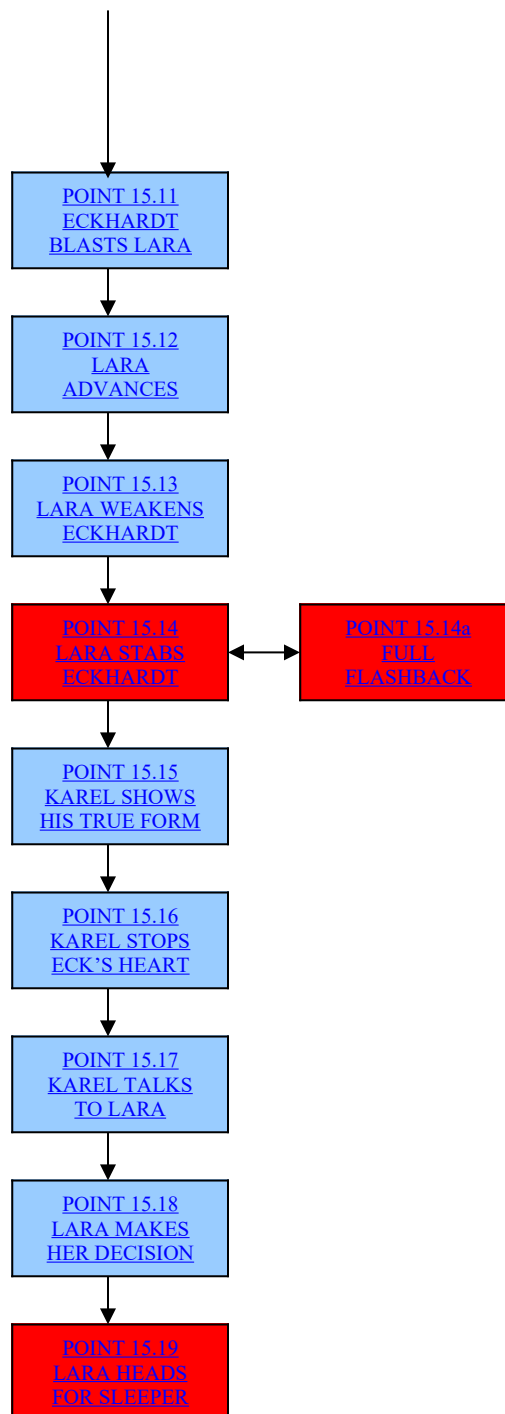 POINT 15.11
ECKHARDT
BLASTS LARA
POINT 15.12
LARA
ADVANCES
POINT 15.13
LARA WEAKENS
ECKHARDT
POINT 15.14
LARA STABS
ECKHARDT
POINT 15.14a
FULL
FLASHBACK
POINT 15.15
KAREL SHOWS
HIS TRUE FORM
POINT 15.16
KAREL STOPS
ECK'S HEART
POINT 15.17
KAREL TALKS
TO LARA
POINT 15.18
LARA MAKES
HER DECISION
POINT 15.19
LARA HEADS
FOR SLEEPER